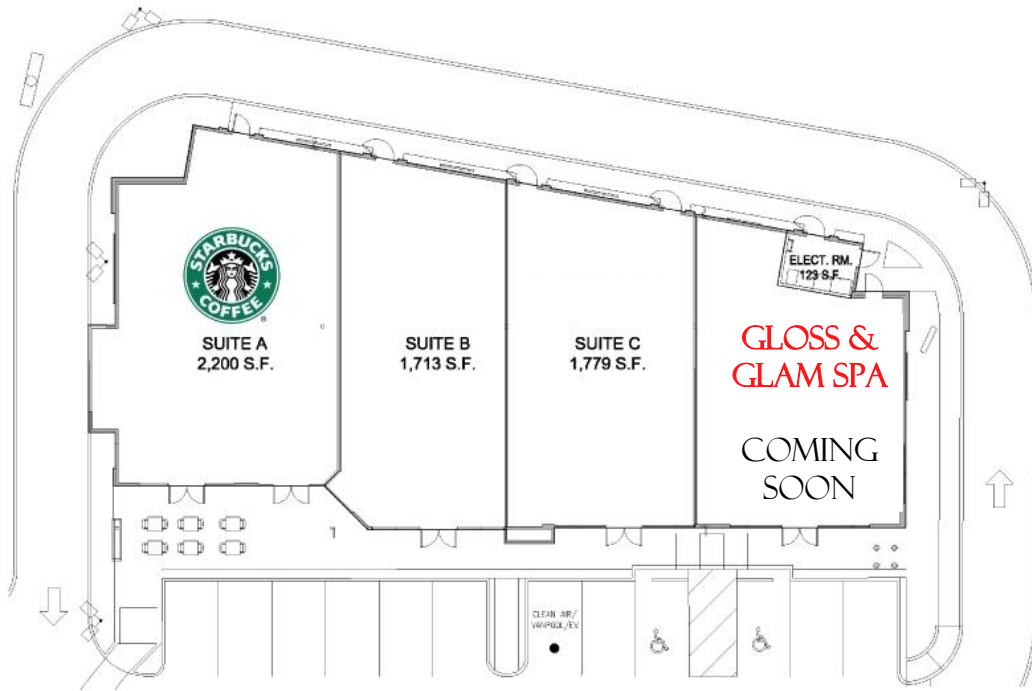 STARBUCKS
COFFEE
®
SUITE A
2,200 S.F.
SUITE B
1,713 S.F.
SUITE C
1,779 S.F.
ELECT. RM.
123 S.F.
GLOSS &
GLAM SPA
COMING
SOON
CLEAN AIR/
VANPOOL/EV